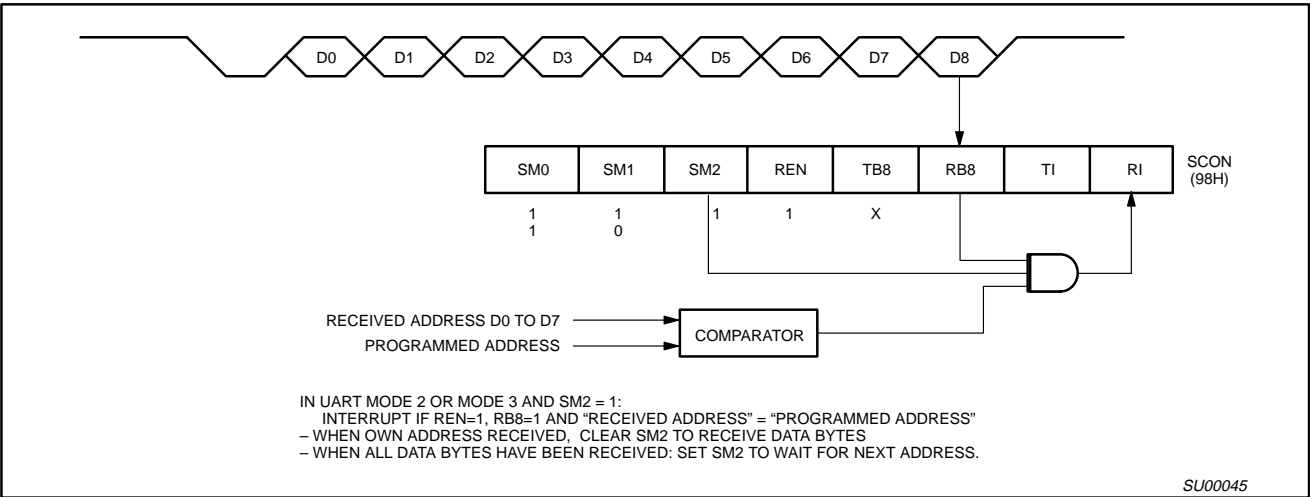 D0 D1 D2 D3 D4 D5 D6 D7 D8
SM0 SM1 SM2 REN TB8 RB8 TI RI SCON
(98H)
1 1 1 1 X
1 0
RECEIVED ADDRESS D0 TO D7
COMPARATOR
PROGRAMMED ADDRESS
IN UART MODE 2 OR MODE 3 AND SM2 = 1:
INTERRUPT IF REN=1, RB8=1 AND “RECEIVED ADDRESS” = “PROGRAMMED ADDRESS”
– WHEN OWN ADDRESS RECEIVED, CLEAR SM2 TO RECEIVE DATA BYTES
– WHEN ALL DATA BYTES HAVE BEEN RECEIVED: SET SM2 TO WAIT FOR NEXT ADDRESS.
SU00045